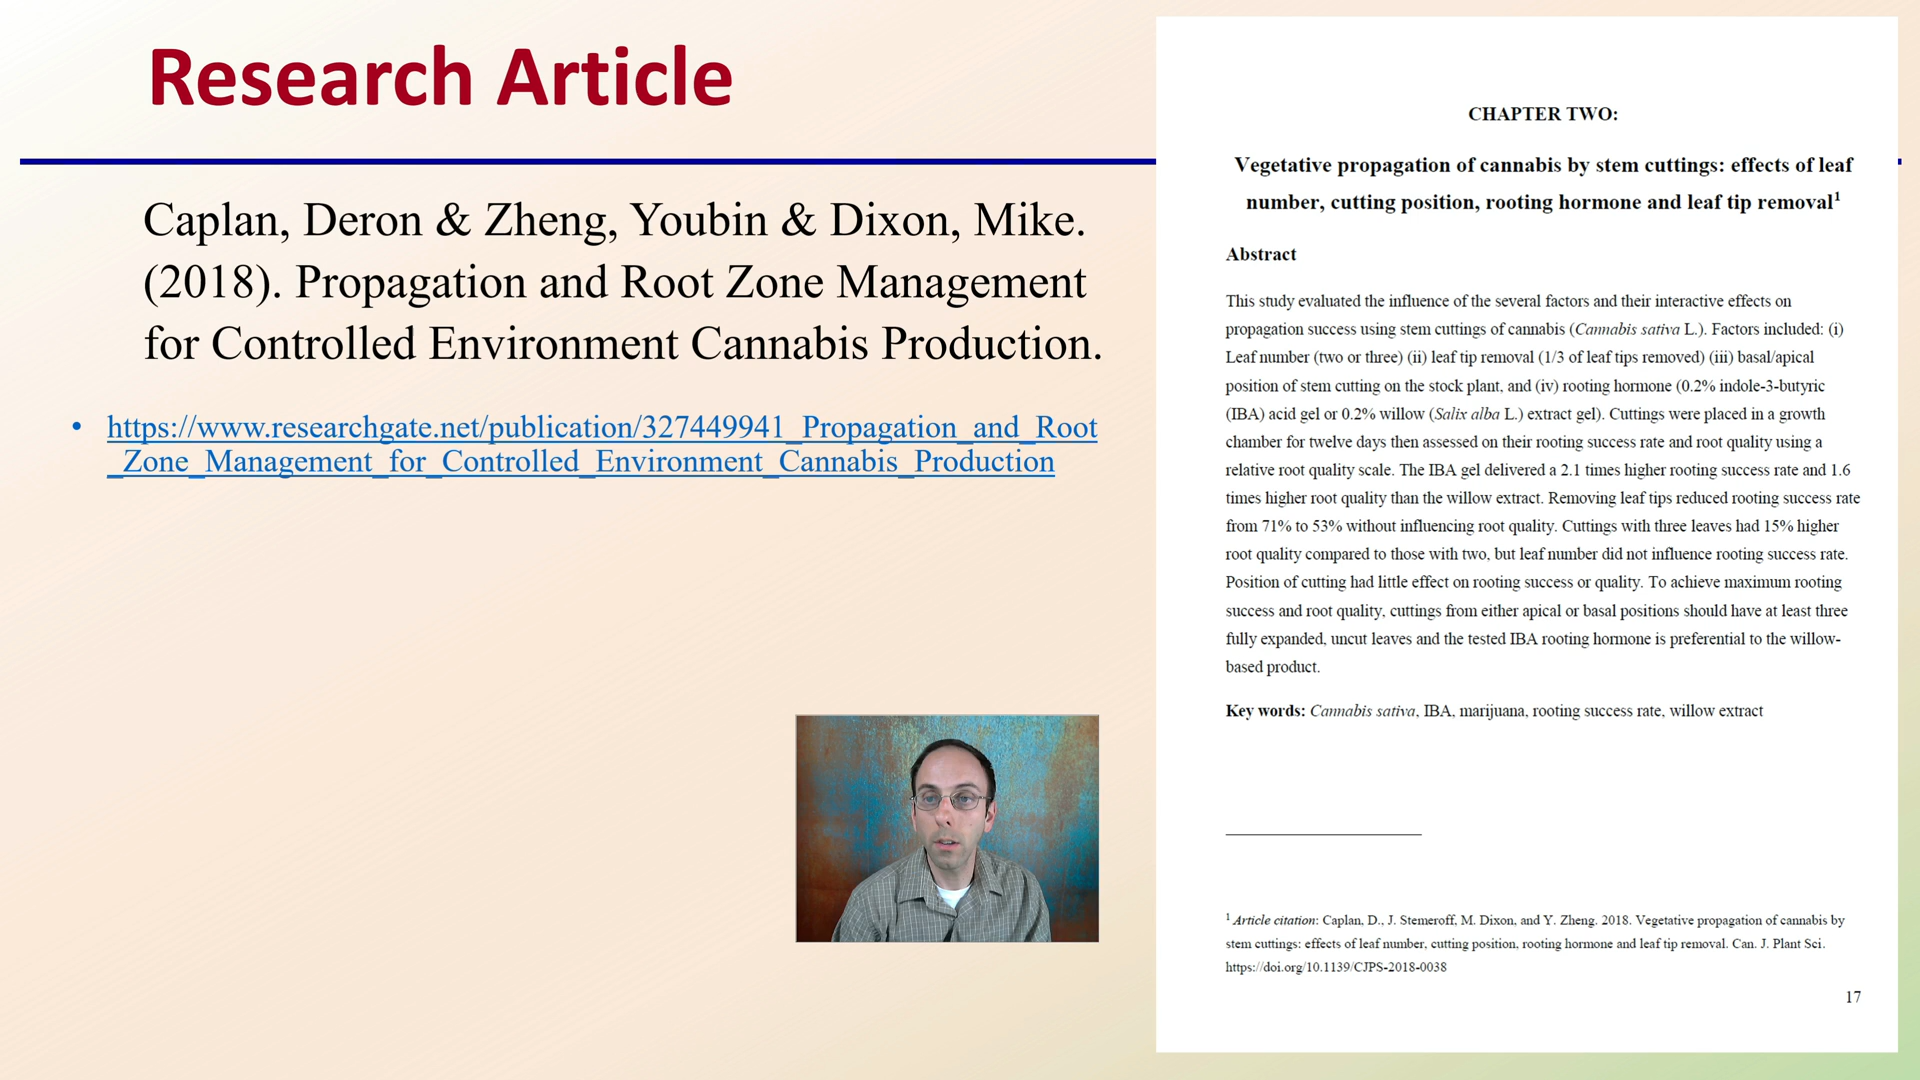 Research Article
Caplan, Deron & Zheng, Youbin & Dixon, Mike.
(2018). Propagation and Root Zone Management
for Controlled Environment Cannabis Production.
• https://www.researchgate.net/publication/327449941_Propagation_and_Root
_Zone_Management_for_Controlled_Environment_Cannabis_Production
CHAPTER TWO:
Vegetative propagation of cannabis by stem cuttings: effects of leaf
number, cutting position, rooting hormone and leaf tip removal¹
Abstract
This study evaluated the influence of the several factors and their interactive effects on
propagation success using stem cuttings of cannabis (Cannabis sativa L.). Factors included: (i)
Leaf number (two or three) (ii) leaf tip removal (1/3 of leaf tips removed) (iii) basal/apical
position of stem cutting on the stock plant, and (iv) rooting hormone (0.2% indole-3-butyric
(IBA) acid gel or 0.2% willow (Salix alba L.) extract gel). Cuttings were placed in a growth
chamber for twelve days then assessed on their rooting success rate and root quality using a
relative root quality scale. The IBA gel delivered a 2.1 times higher rooting success rate and 1.6
times higher root quality than the willow extract. Removing leaf tips reduced rooting success rate
from 71% to 53% without influencing root quality. Cuttings with three leaves had 15% higher
root quality compared to those with two, but leaf number did not influence rooting success rate.
Position of cutting had little effect on rooting success or quality. To achieve maximum rooting
success and root quality, cuttings from either apical or basal positions should have at least three
fully expanded, uncut leaves and the tested IBA rooting hormone is preferential to the willow-
based product.
Key words: Cannabis sativa, IBA, marijuana, rooting success rate, willow extract
¹ Article citation: Caplan, D., J. Stemeroff, M. Dixon, and Y. Zheng. 2018. Vegetative propagation of cannabis by
stem cuttings: effects of leaf number, cutting position, rooting hormone and leaf tip removal. Can. J. Plant Sci.
https://doi.org/10.1139/CJPS-2018-0038
17